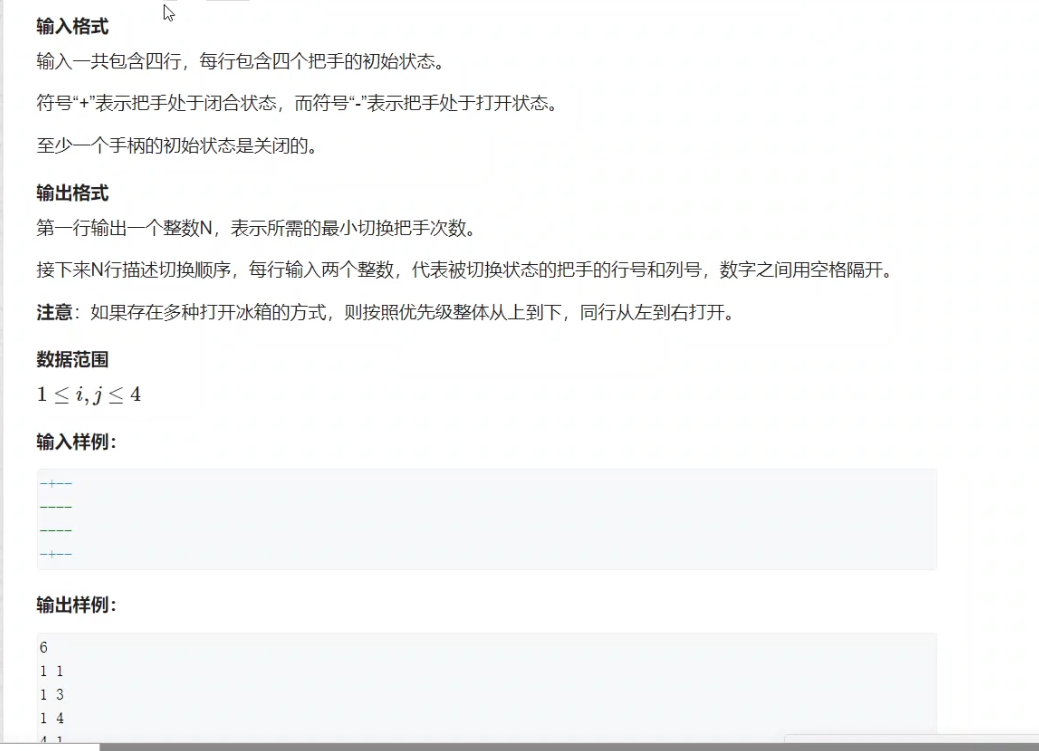 输入格式
输入一共包含四行，每行包含四个把手的初始状态。
符号“+”表示把手处于闭合状态，而符号“-”表示把手处于打开状态。
至少一个手柄的初始状态是关闭的。
输出格式
第一行输出一个整数N，表示所需的最小切换把手次数。
接下来N行描述切换顺序，每行输入两个整数，代表被切换状态的把手的行号和列号，数字之间用空格隔开。
注意：如果存在多种打开冰箱的方式，则按照优先级整体从上到下，同行从左到右打开。
数据范围
1 ≤ i, j ≤ 4
输入样例：
-+--
----
----
-+--
输出样例：
6
1 1
1 3
1 4
4 1